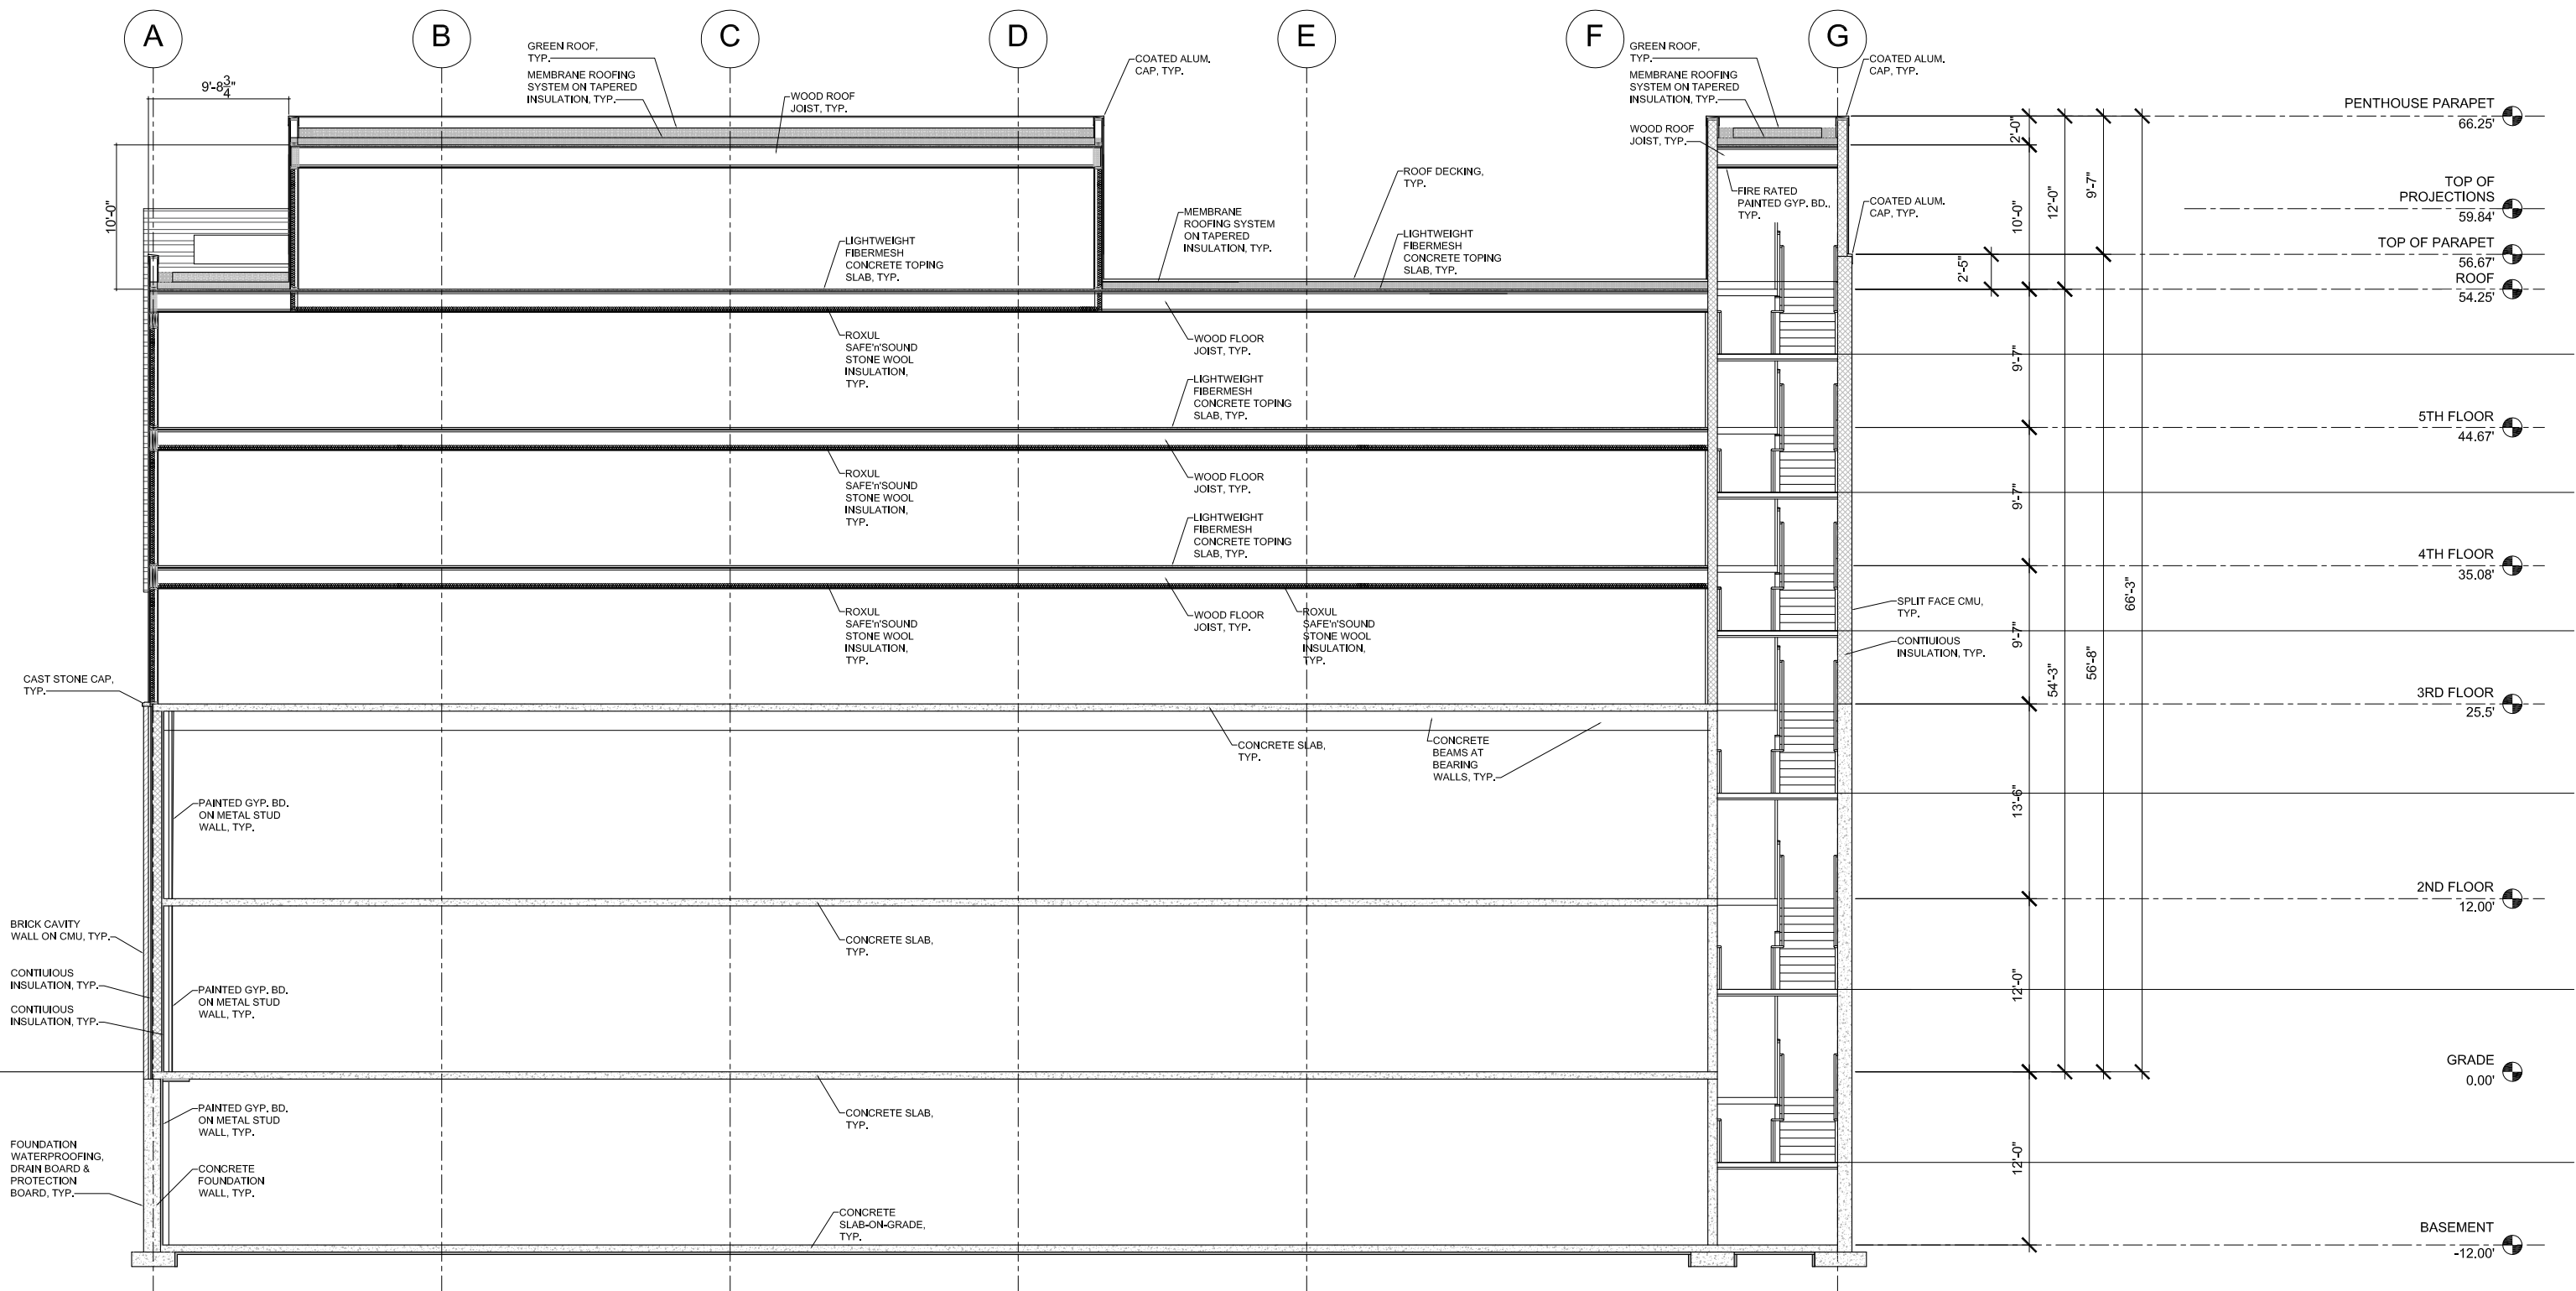 A
B
C
D
E
F
G
GREEN ROOF,
TYP.
MEMBRANE ROOFING
SYSTEM ON TAPERED
INSULATION, TYP.
WOOD ROOF
JOIST, TYP.
COATED ALUM.
CAP, TYP.
GREEN ROOF,
TYP.
MEMBRANE ROOFING
SYSTEM ON TAPERED
INSULATION, TYP.
WOOD ROOF
JOIST, TYP.
COATED ALUM.
CAP, TYP.
9'-8 3/4"
10'-0"
ROOF DECKING,
TYP.
FIRE RATED
PAINTED GYP. BD.,
TYP.
COATED ALUM.
CAP, TYP.
MEMBRANE
ROOFING SYSTEM
ON TAPERED
INSULATION, TYP.
LIGHTWEIGHT
FIBERMESH
CONCRETE TOPING
SLAB, TYP.
LIGHTWEIGHT
FIBERMESH
CONCRETE TOPING
SLAB, TYP.
ROXUL
SAFE'n'SOUND
STONE WOOL
INSULATION,
TYP.
WOOD FLOOR
JOIST, TYP.
LIGHTWEIGHT
FIBERMESH
CONCRETE TOPING
SLAB, TYP.
ROXUL
SAFE'n'SOUND
STONE WOOL
INSULATION,
TYP.
WOOD FLOOR
JOIST, TYP.
LIGHTWEIGHT
FIBERMESH
CONCRETE TOPING
SLAB, TYP.
ROXUL
SAFE'n'SOUND
STONE WOOL
INSULATION,
TYP.
WOOD FLOOR
JOIST, TYP.
ROXUL
SAFE'n'SOUND
STONE WOOL
INSULATION,
TYP.
SPLIT FACE CMU,
TYP.
CONTIUIOUS
INSULATION, TYP.
CAST STONE CAP,
TYP.
CONCRETE SLAB,
TYP.
CONCRETE
BEAMS AT
BEARING
WALLS, TYP.
PAINTED GYP. BD.
ON METAL STUD
WALL, TYP.
BRICK CAVITY
WALL ON CMU, TYP.
CONCRETE SLAB,
TYP.
CONTIUIOUS
INSULATION, TYP.
CONTIUIOUS
INSULATION, TYP.
PAINTED GYP. BD.
ON METAL STUD
WALL, TYP.
PAINTED GYP. BD.
ON METAL STUD
WALL, TYP.
CONCRETE SLAB,
TYP.
FOUNDATION
WATERPROOFING,
DRAIN BOARD &
PROTECTION
BOARD, TYP.
CONCRETE
FOUNDATION
WALL, TYP.
CONCRETE
SLAB-ON-GRADE,
TYP.
2'-0"
10'-0"
12'-0"
9'-7"
2'-5"
9'-7"
9'-7"
9'-7"
13'-6"
12'-0"
12'-0"
54'-3"
56'-8"
66'-3"
PENTHOUSE PARAPET
66.25'
TOP OF
PROJECTIONS
59.84'
TOP OF PARAPET
56.67'
ROOF
54.25'
5TH FLOOR
44.67'
4TH FLOOR
35.08'
3RD FLOOR
25.5'
2ND FLOOR
12.00'
GRADE
0.00'
BASEMENT
-12.00'